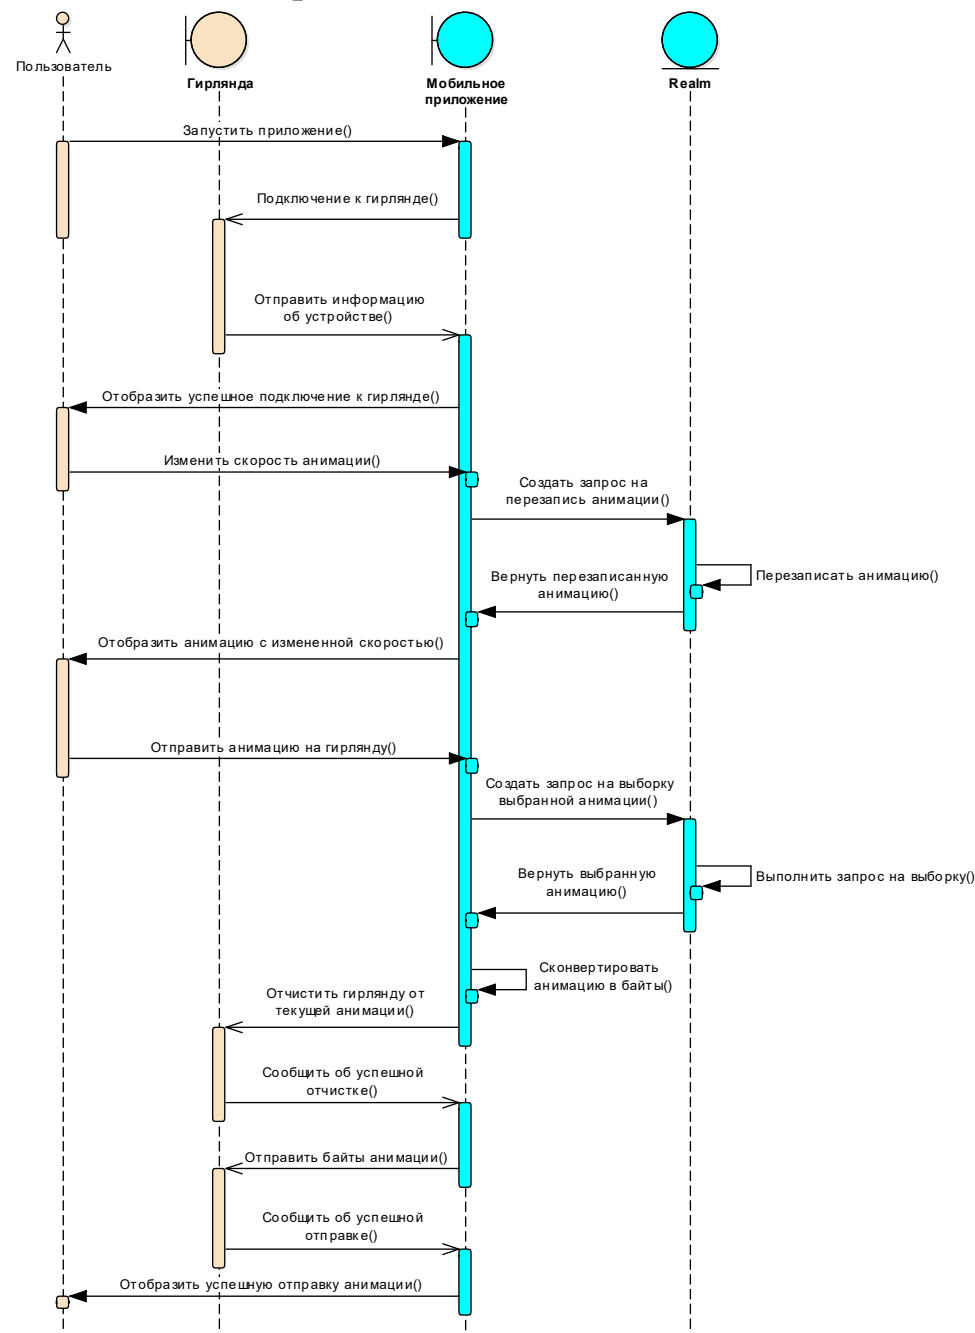 Пользователь
Гирлянда
Мобильное
приложение
Realm
Запустить приложение()
Подключение к гирлянде()
Отправить информацию
об устройстве()
Отобразить успешное подключение к гирлянде()
Изменить скорость анимации()
Создать запрос на
перезапись анимации()
Перезаписать анимацию()
Вернуть перезаписанную
анимацию()
Отобразить анимацию с измененной скоростью()
Отправить анимацию на гирлянду()
Создать запрос на выборку
выбранной анимации()
Выполнить запрос на выборку()
Вернуть выбранную
анимацию()
Сконвертировать
анимацию в байты()
Отчистить гирлянду от
текущей анимации()
Сообщить об успешной
отчистке()
Отправить байты анимации()
Сообщить об успешной
отправке()
Отобразить успешную отправку анимации()